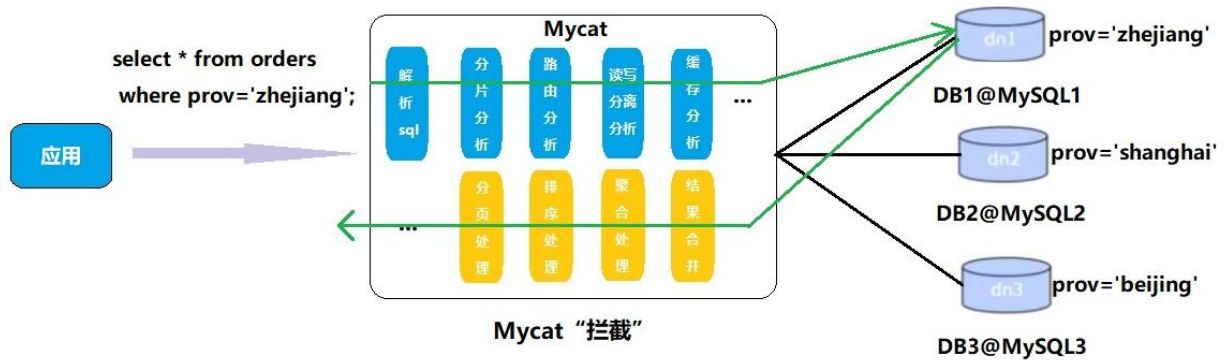 Mycat
select * from orders
where prov='zhejiang';
应用
解析sql
分片分析
路由分析
读写分离分析
缓存分析
...
...
分页处理
排序处理
聚合处理
结果合并
dn1
prov='zhejiang'
DB1@MySQL1
dn2
prov='shanghai'
DB2@MySQL2
dn3
prov='beijing'
DB3@MySQL3
Mycat“拦截”